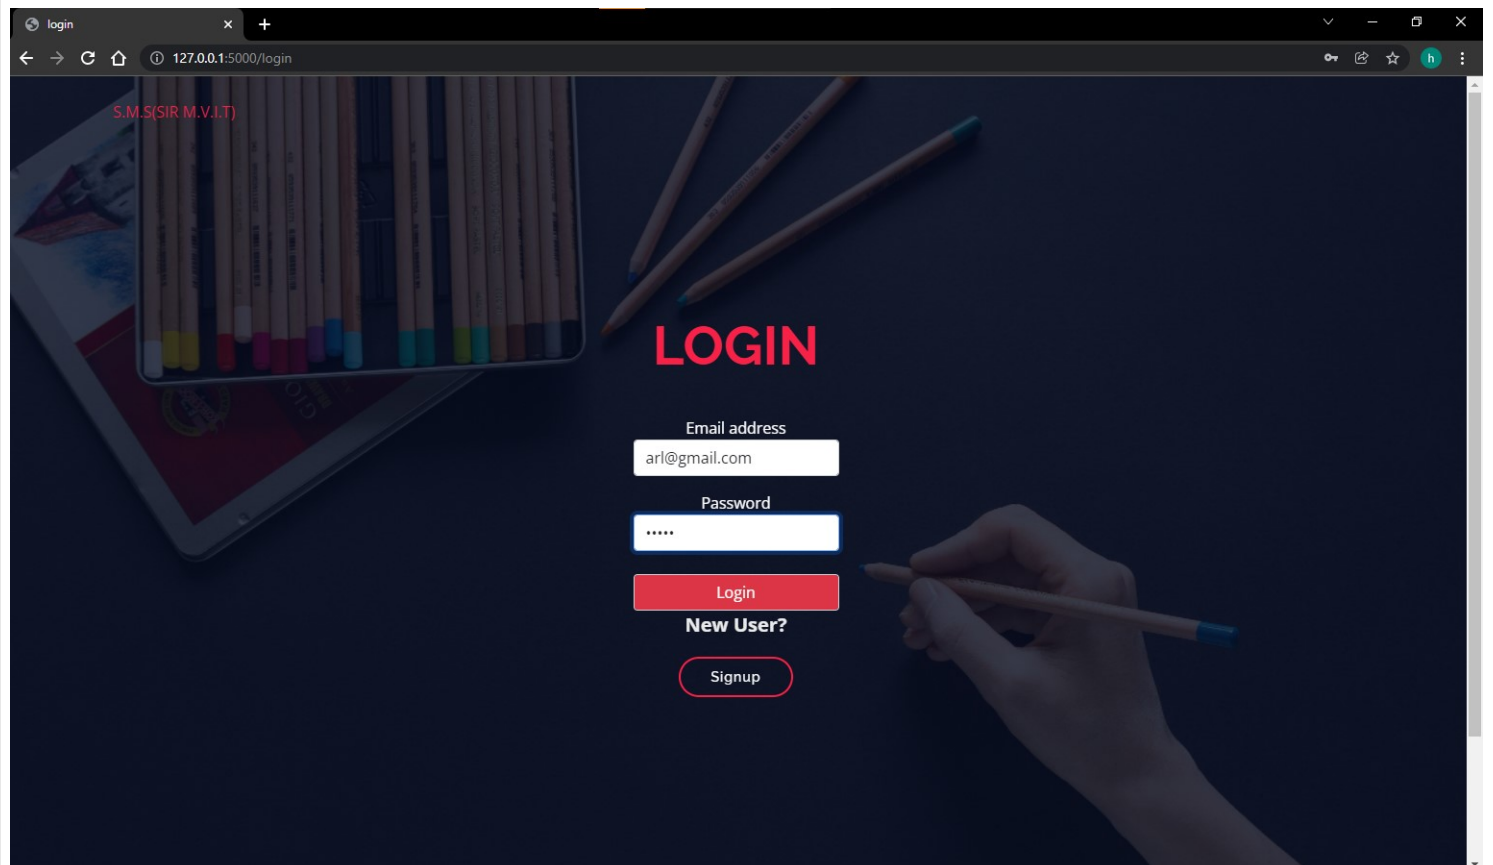 login
127.0.0.1:5000/login
h
S.M.S(SIR M.V.I.T)
LOGIN
Email address
arl@gmail.com
Password
•••••
Login
New User?
Signup